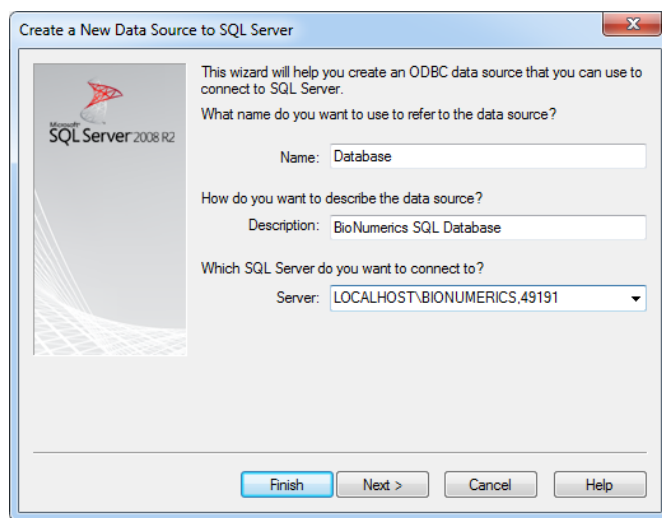 Create a New Data Source to SQL Server
Microsoft
SQL Server 2008 R2
This wizard will help you create an ODBC data source that you can use to
connect to SQL Server.
What name do you want to use to refer to the data source?
Name: Database
How do you want to describe the data source?
Description: BioNumerics SQL Database
Which SQL Server do you want to connect to?
Server: LOCALHOST\BIONUMERICS,49191
Finish Next > Cancel Help